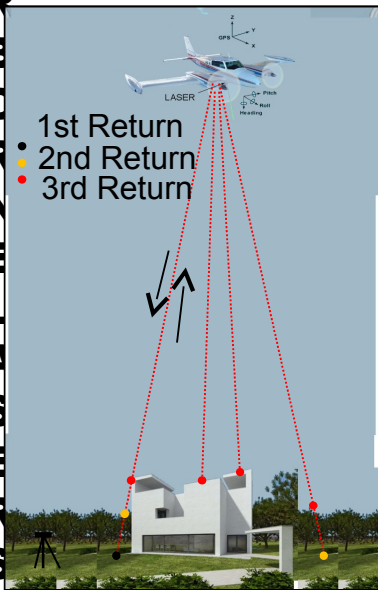 Z
Y
GPS
X
LASER
Pitch
Roll
Heading
1st Return
2nd Return
3rd Return